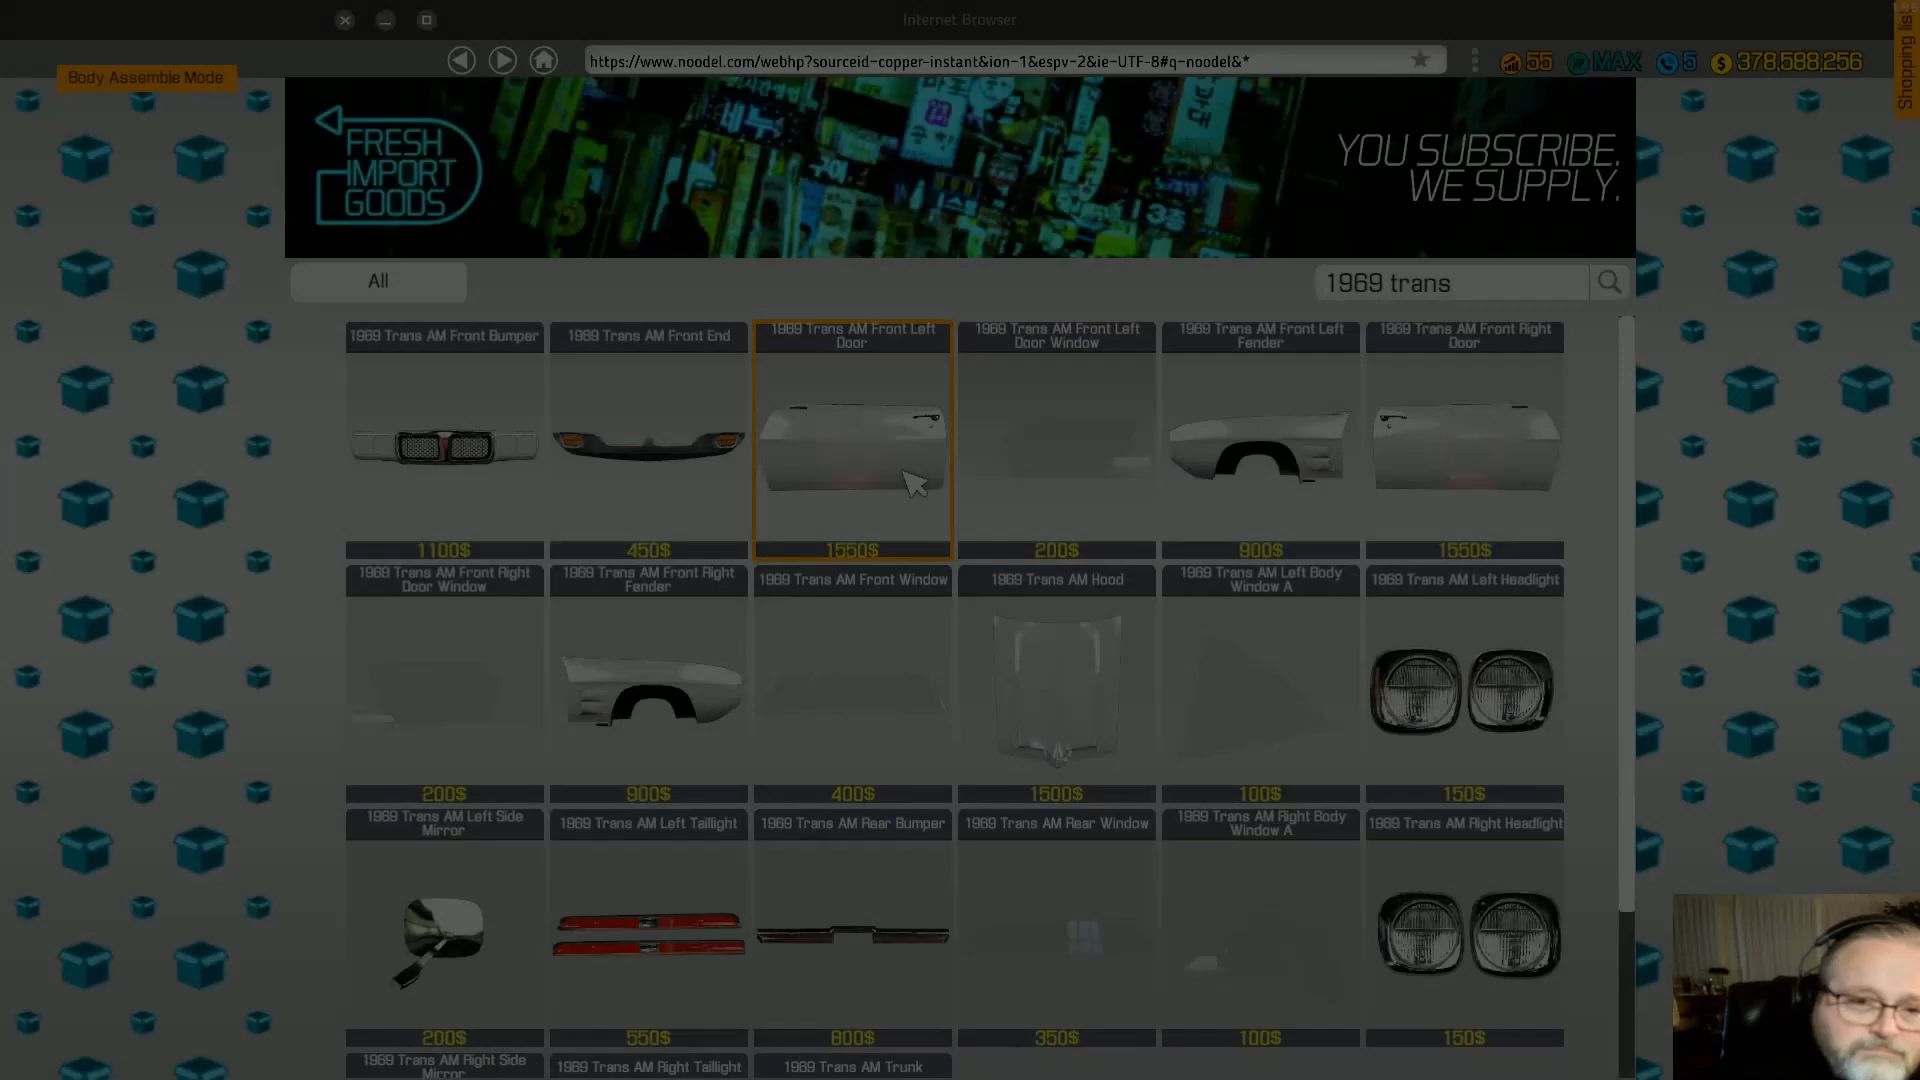 Internet Browser
https://www.noodel.com/webhp?sourceid-copper-instant&ion-1&espv-2&ie-UTF-8#q-noodel&*
55
XP
MAX
5
$
378,588,256
Shopping list
Body Assemble Mode
FRESH
IMPORT
GOODS
YOU SUBSCRIBE.
WE SUPPLY.
All
1969 trans
1969 Trans AM Front Bumper
1969 Trans AM Front End
1969 Trans AM Front Left
Door
1969 Trans AM Front Left
Door Window
1969 Trans AM Front Left
Fender
1969 Trans AM Front Right
Door
1100$
450$
1550$
200$
900$
1550$
1969 Trans AM Front Right
Door Window
1969 Trans AM Front Right
Fender
1969 Trans AM Front Window
1969 Trans AM Hood
1969 Trans AM Left Body
Window A
1969 Trans AM Left Headlight
200$
900$
400$
1500$
100$
150$
1969 Trans AM Left Side
Mirror
1969 Trans AM Left Taillight
1969 Trans AM Rear Bumper
1969 Trans AM Rear Window
1969 Trans AM Right Body
Window A
1969 Trans AM Right Headlight
200$
550$
800$
350$
100$
150$
1969 Trans AM Right Side
Mirror
1969 Trans AM Right Taillight
1969 Trans AM Trunk